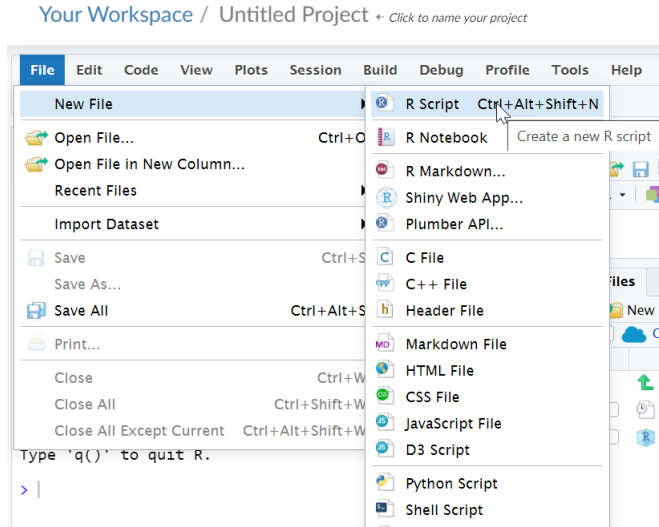 Your Workspace / Untitled Project ← Click to name your project
File Edit Code View Plots Session Build Debug Profile Tools Help
New File
Open File... Ctrl+O
Open File in New Column...
Recent Files
Import Dataset
Save Ctrl+S
Save As...
Save All Ctrl+Alt+S
Print...
Close Ctrl+W
Close All Ctrl+Shift+W
Close All Except Current Ctrl+Alt+Shift+W
R Script Ctrl+Alt+Shift+N
Create a new R script
R Notebook
R Markdown...
Shiny Web App...
Plumber API...
C File
C++ File
Header File
Markdown File
HTML File
CSS File
JavaScript File
D3 Script
Python Script
Shell Script
iles
New
C
Type 'q()' to quit R.
>